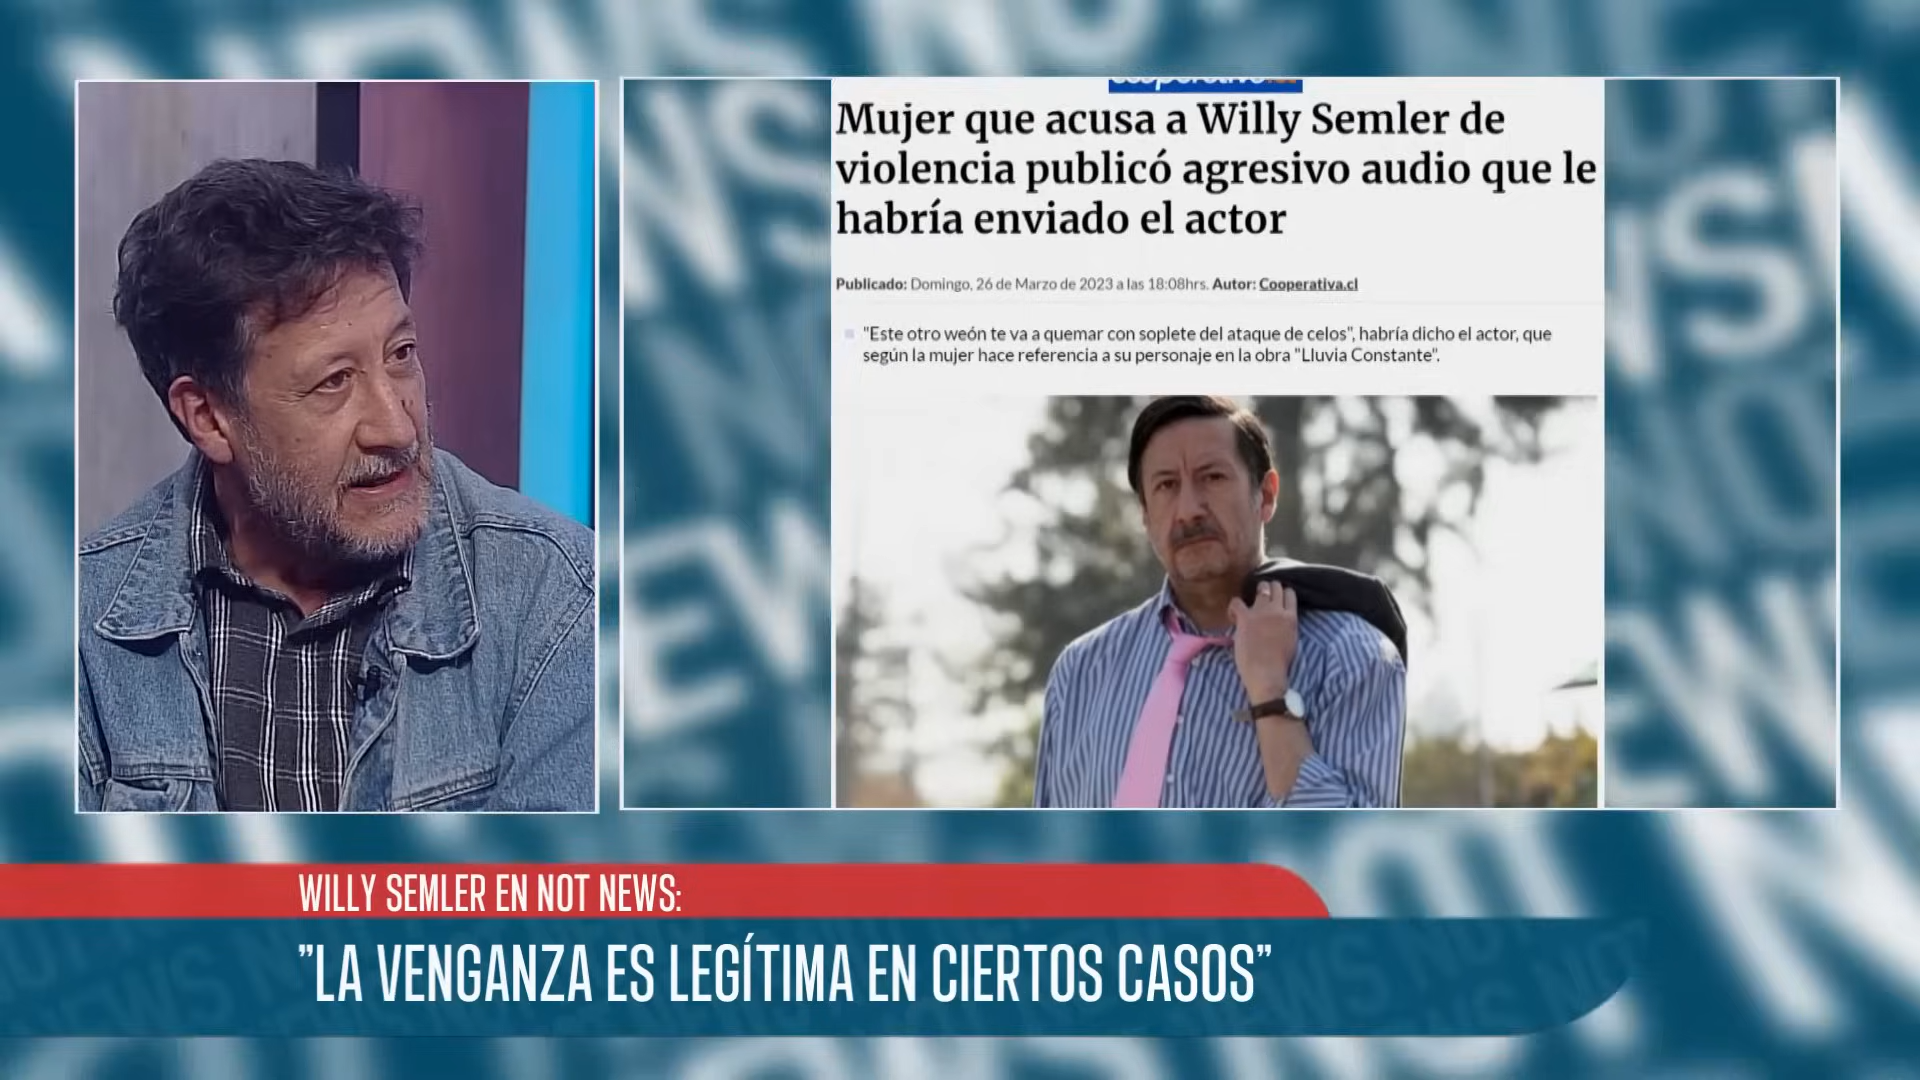 cooperativa.cl
Mujer que acusa a Willy Semler de
violencia publicó agresivo audio que le
habría enviado el actor
Publicado: Domingo, 26 de Marzo de 2023 a las 18:08hrs. Autor: Cooperativa.cl
"Este otro weón te va a quemar con soplete del ataque de celos", habría dicho el actor, que
según la mujer hace referencia a su personaje en la obra "Lluvia Constante".
WILLY SEMLER EN NOT NEWS:
"LA VENGANZA ES LEGÍTIMA EN CIERTOS CASOS"